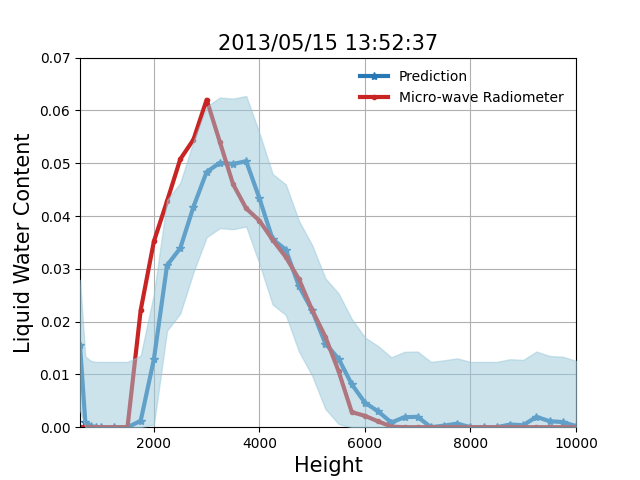 2013/05/15 13:52:37
Prediction
Micro-wave Radiometer
Liquid Water Content
0.07
0.06
0.05
0.04
0.03
0.02
0.01
0.00
2000 4000 6000 8000 10000
Height